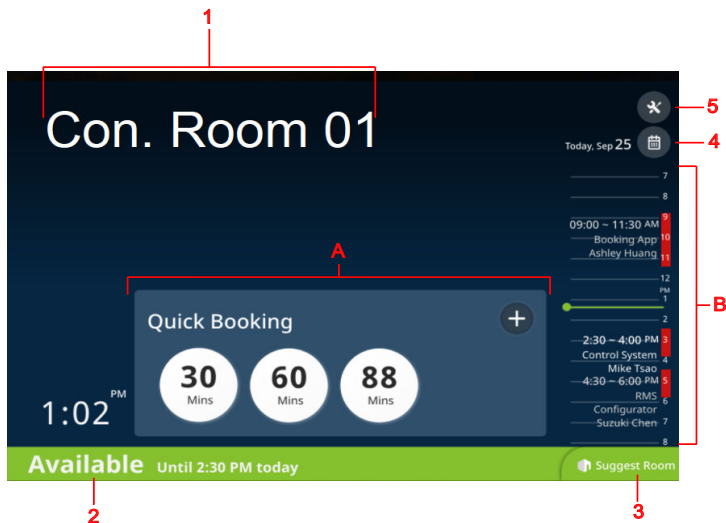 1
5
Con. Room 01
4
Today, Sep 25
7
8
9
09:00 ~ 11:30 AM
Booking App
10
Ashley Huang
11
A
12
PM
1
B
Quick Booking
2
2:30 ~ 4:00 PM
3
Control System
4
Mike Tsao
30
Mins
60
Mins
88
Mins
4:30 ~ 6:00 PM
5
RMS
6
Configurator
1:02 PM
Suzuki Chen
7
8
Available Until 2:30 PM today
Suggest Room
2
3